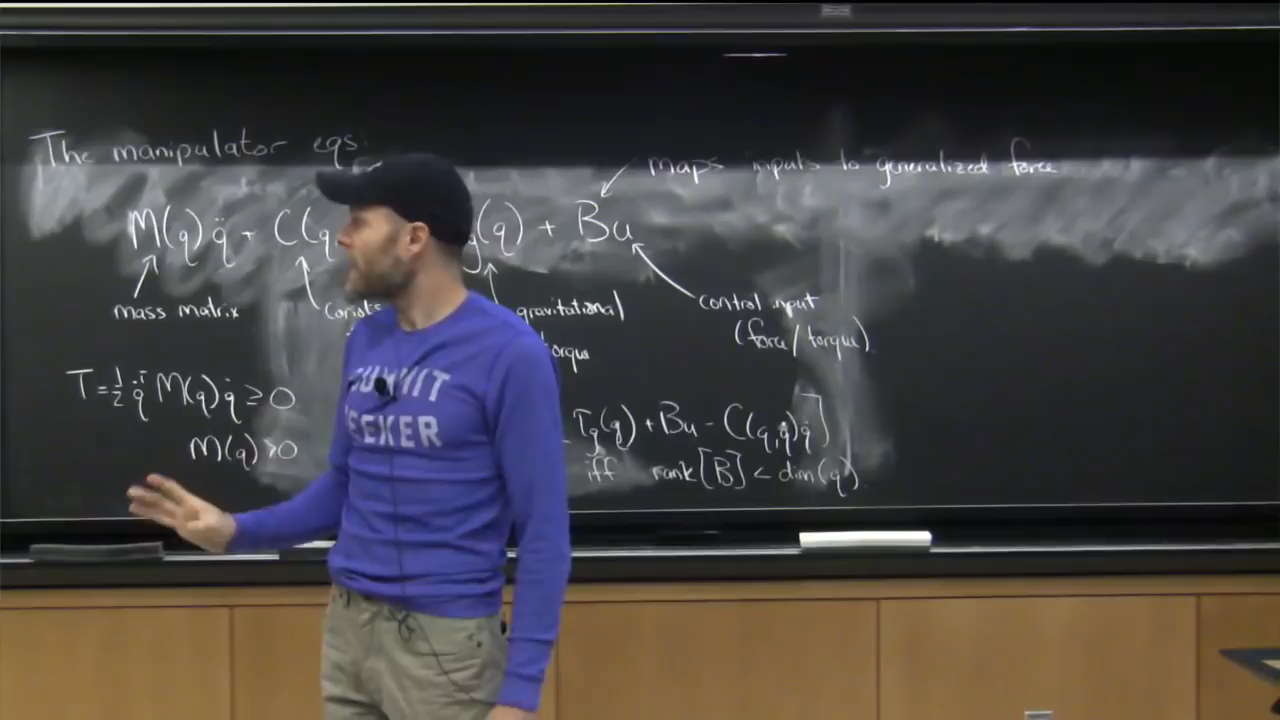 The manipulator eqs:
maps inputs to generalized force
M(q)q̈ + C(q (q) + Bu
mass matrix
gravitational
control input
(force/torque)
T = 1/2 q̇ᵀ M(q) q̇ ≥ 0
M(q) > 0
τg(q) + Bu - C(q,q̇)q̇]
iff rank[B] < dim(q)
SUMMIT
SEEKER